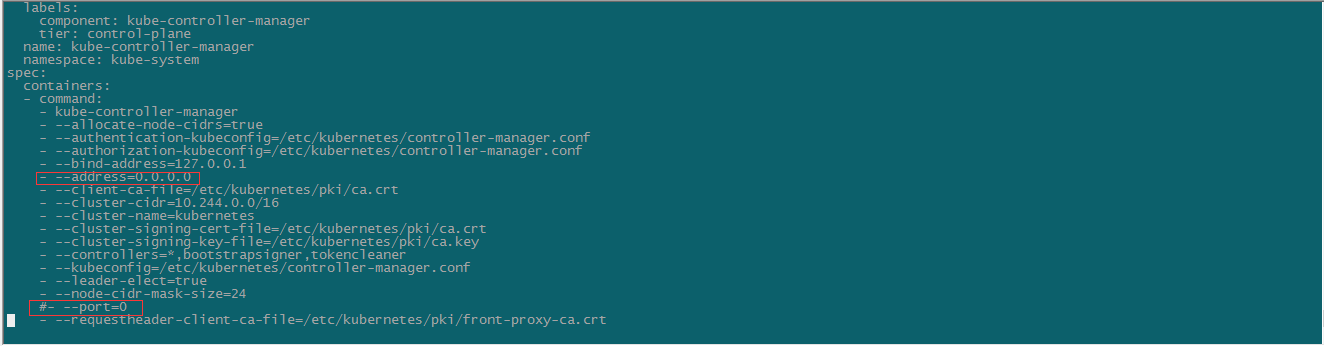 labels:
component: kube-controller-manager
tier: control-plane
name: kube-controller-manager
namespace: kube-system
spec:
containers:
- command:
- kube-controller-manager
- --allocate-node-cidrs=true
- --authentication-kubeconfig=/etc/kubernetes/controller-manager.conf
- --authorization-kubeconfig=/etc/kubernetes/controller-manager.conf
- --bind-address=127.0.0.1
- --address=0.0.0.0
- --client-ca-file=/etc/kubernetes/pki/ca.crt
- --cluster-cidr=10.244.0.0/16
- --cluster-name=kubernetes
- --cluster-signing-cert-file=/etc/kubernetes/pki/ca.crt
- --cluster-signing-key-file=/etc/kubernetes/pki/ca.key
- --controllers=*,bootstrapsigner,tokencleaner
- --kubeconfig=/etc/kubernetes/controller-manager.conf
- --leader-elect=true
- --node-cidr-mask-size=24
#- --port=0
- --requestheader-client-ca-file=/etc/kubernetes/pki/front-proxy-ca.crt